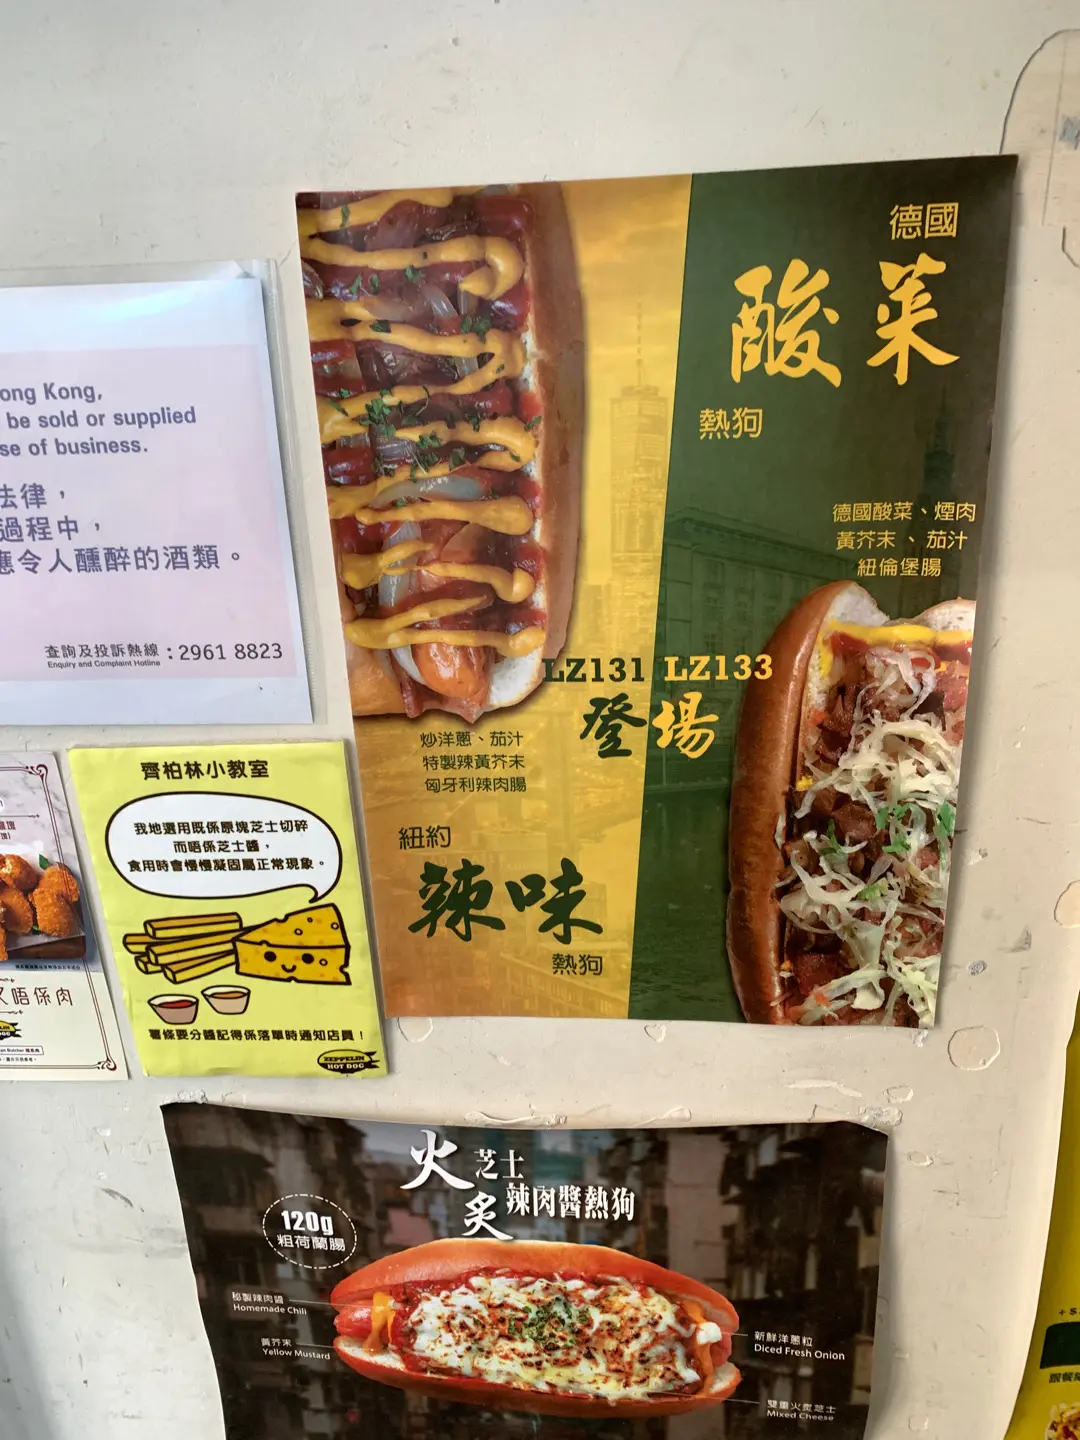 ong Kong,
be sold or supplied
se of business.
法律，
過程中，
應令人醺醉的酒類。
查詢及投訴熱線：2961 8823
Enquiry and Complaint Hotline
德國
酸菜
熱狗
德國酸菜、煙肉
黃芥末、茄汁
紐倫堡腸
LZ131 LZ133
登場
炒洋蔥、茄汁
特製辣黃芥末
匈牙利辣肉腸
紐約
辣味
熱狗
齊柏林小教室
我地選用既係原塊芝士切碎
而唔係芝士醬，
食用時會慢慢凝固屬正常現象。
薯條要分醬記得係落單時通知店員！
ZEPPELIN
HOT DOG
又唔係肉
火炙
芝士
辣肉醬熱狗
120g
粗荷蘭腸
秘製辣肉醬
Homemade Chili
黃芥末
Yellow Mustard
新鮮洋蔥粒
Diced Fresh Onion
雙重火炙芝士
Mixed Cheese
跟餐